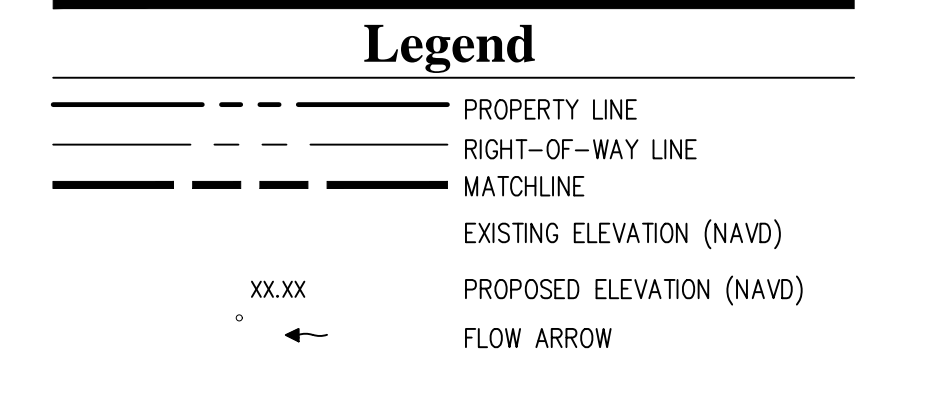 Legend
PROPERTY LINE
RIGHT-OF-WAY LINE
MATCHLINE
EXISTING ELEVATION (NAVD)
XX.XX PROPOSED ELEVATION (NAVD)
FLOW ARROW